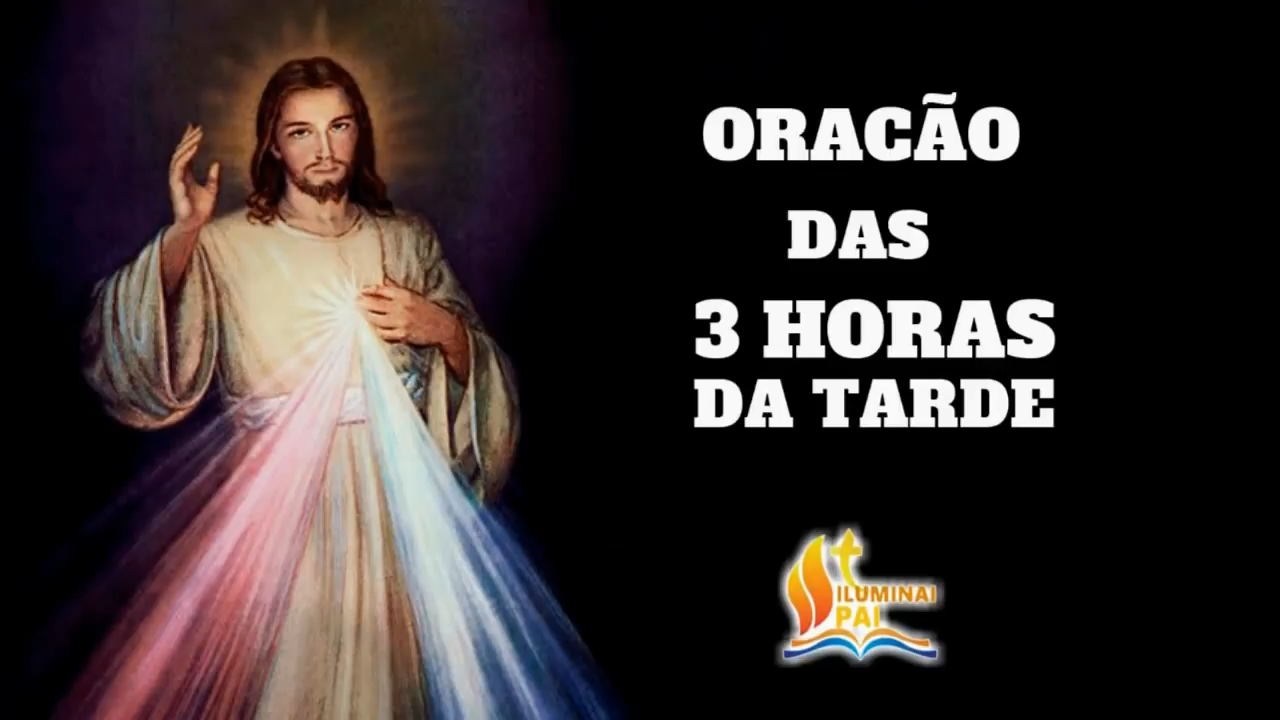 ORACÃO
DAS
3 HORAS
DA TARDE
ILUMINAI
PAI